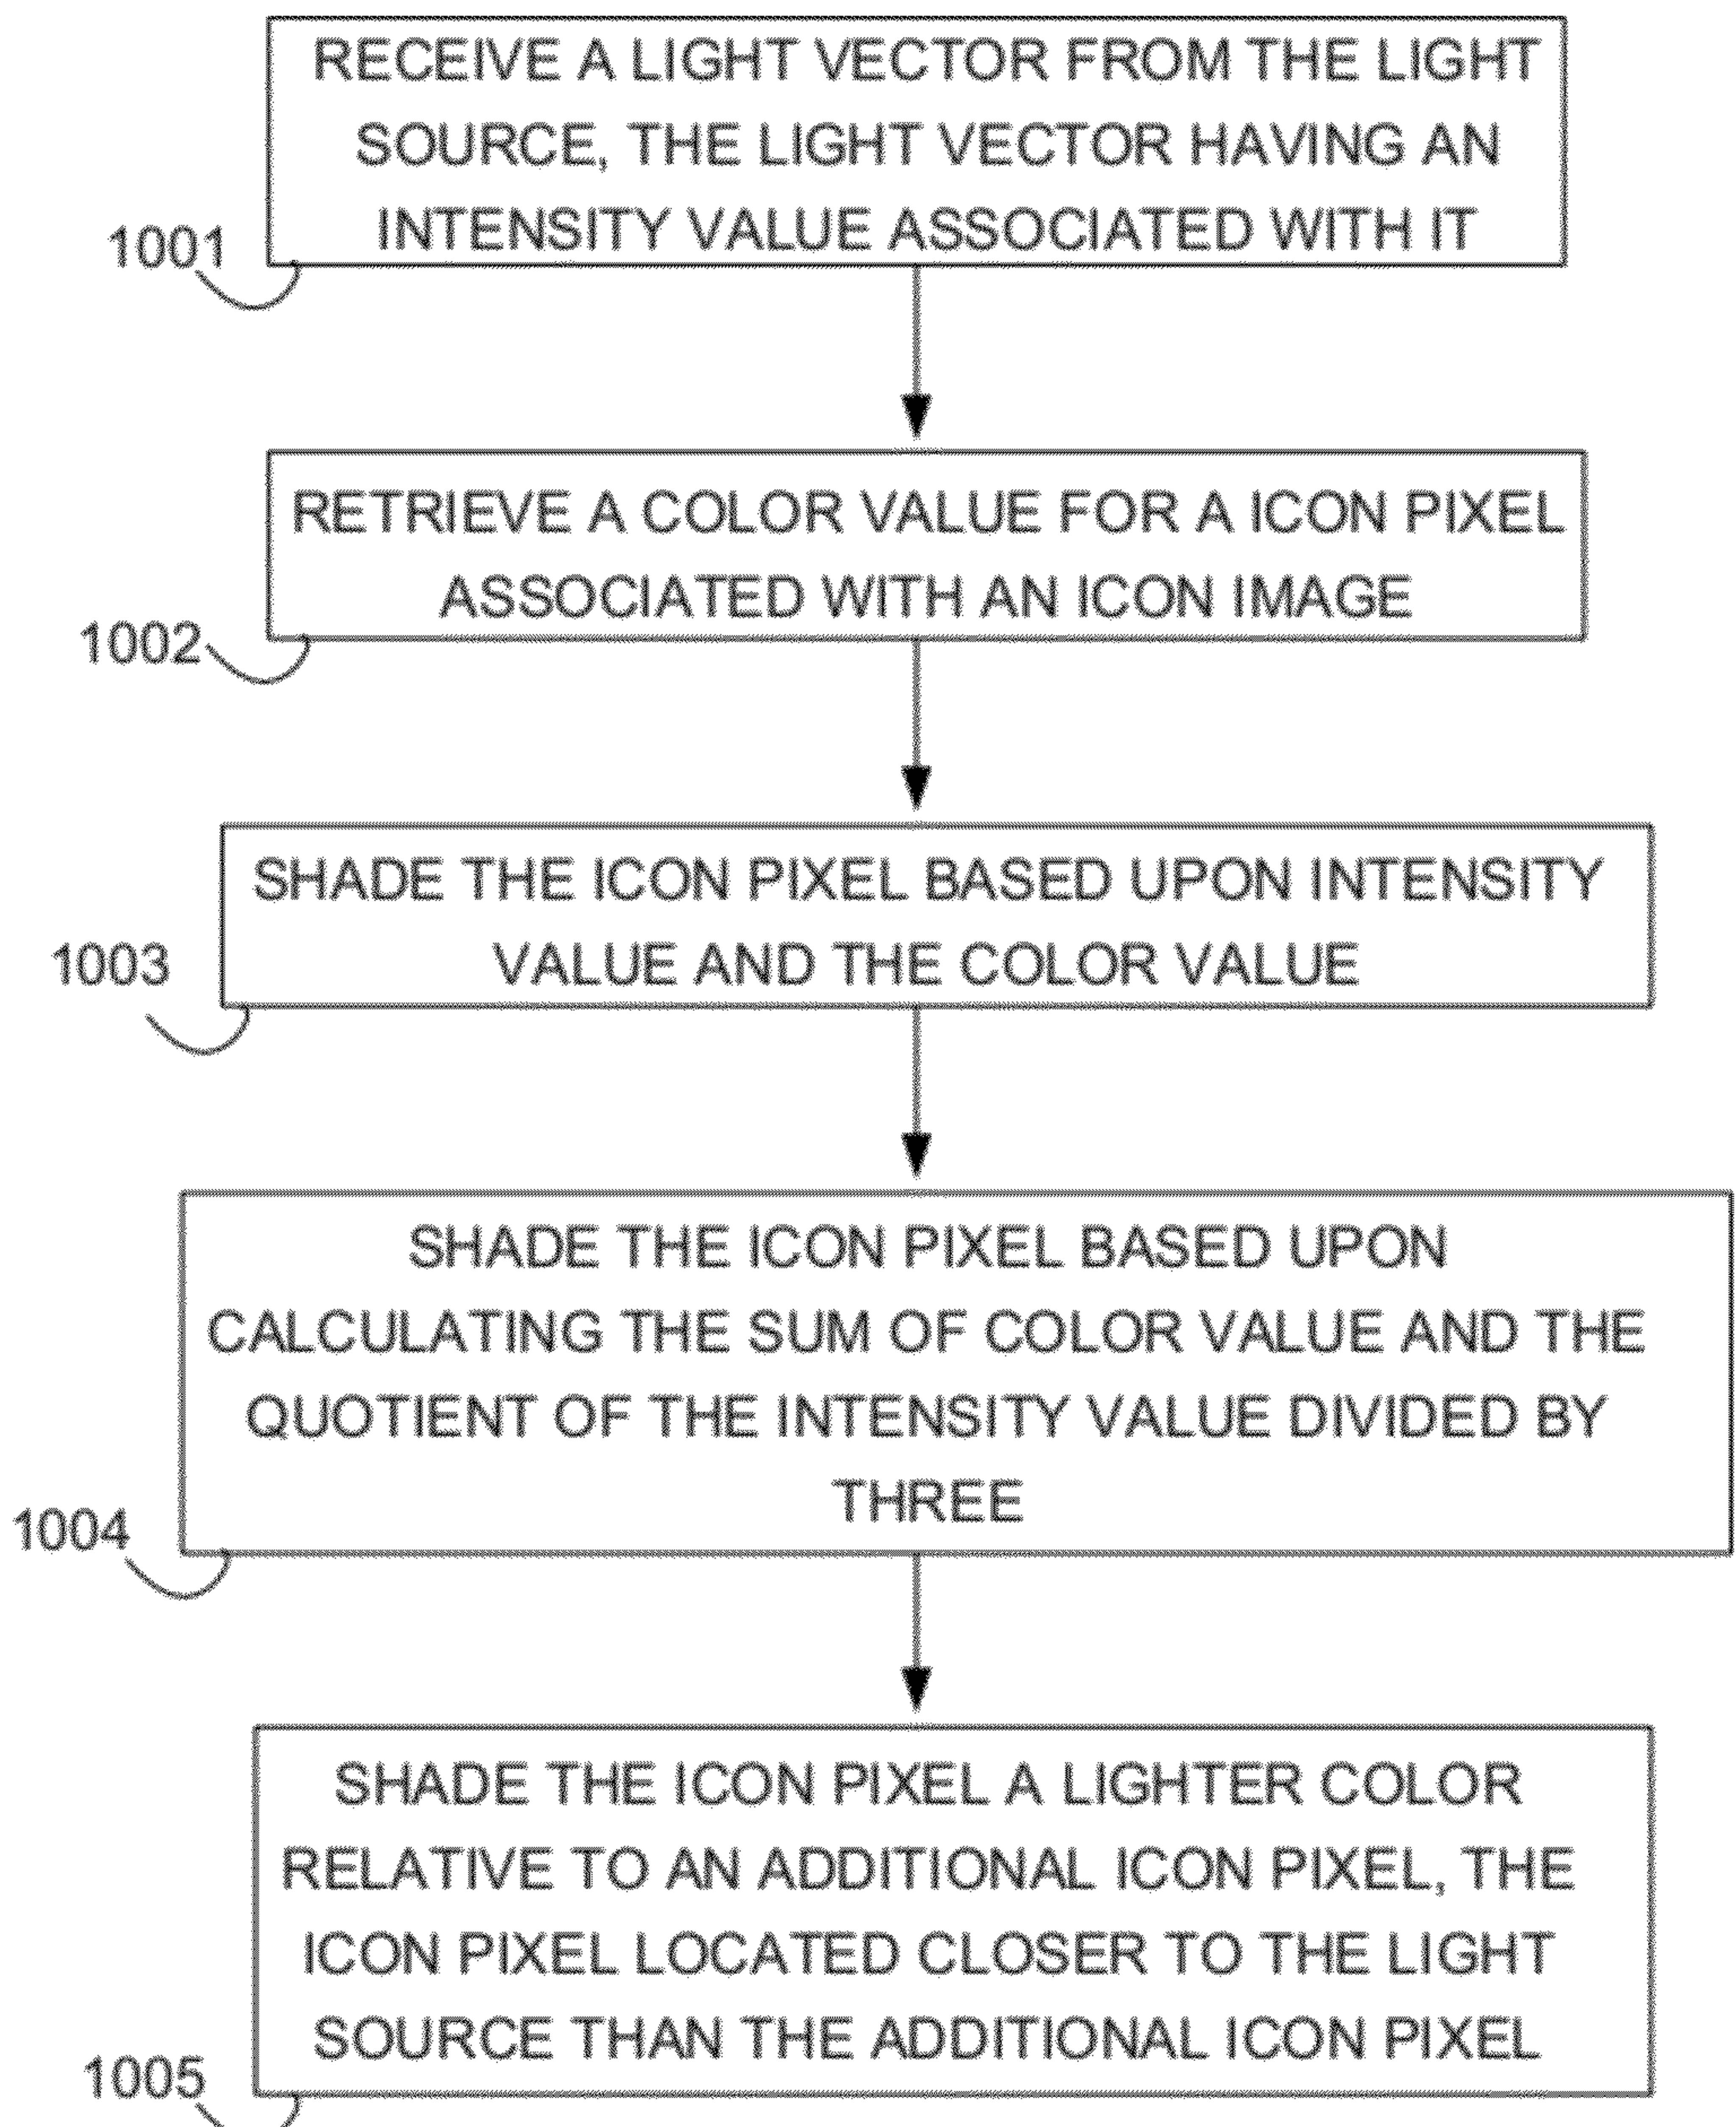 RECEIVE A LIGHT VECTOR FROM THE LIGHT
SOURCE, THE LIGHT VECTOR HAVING AN
INTENSITY VALUE ASSOCIATED WITH IT
1001
RETRIEVE A COLOR VALUE FOR A ICON PIXEL
ASSOCIATED WITH AN ICON IMAGE
1002
SHADE THE ICON PIXEL BASED UPON INTENSITY
VALUE AND THE COLOR VALUE
1003
SHADE THE ICON PIXEL BASED UPON
CALCULATING THE SUM OF COLOR VALUE AND THE
QUOTIENT OF THE INTENSITY VALUE DIVIDED BY
THREE
1004
SHADE THE ICON PIXEL A LIGHTER COLOR
RELATIVE TO AN ADDITIONAL ICON PIXEL, THE
ICON PIXEL LOCATED CLOSER TO THE LIGHT
SOURCE THAN THE ADDITIONAL ICON PIXEL
1005